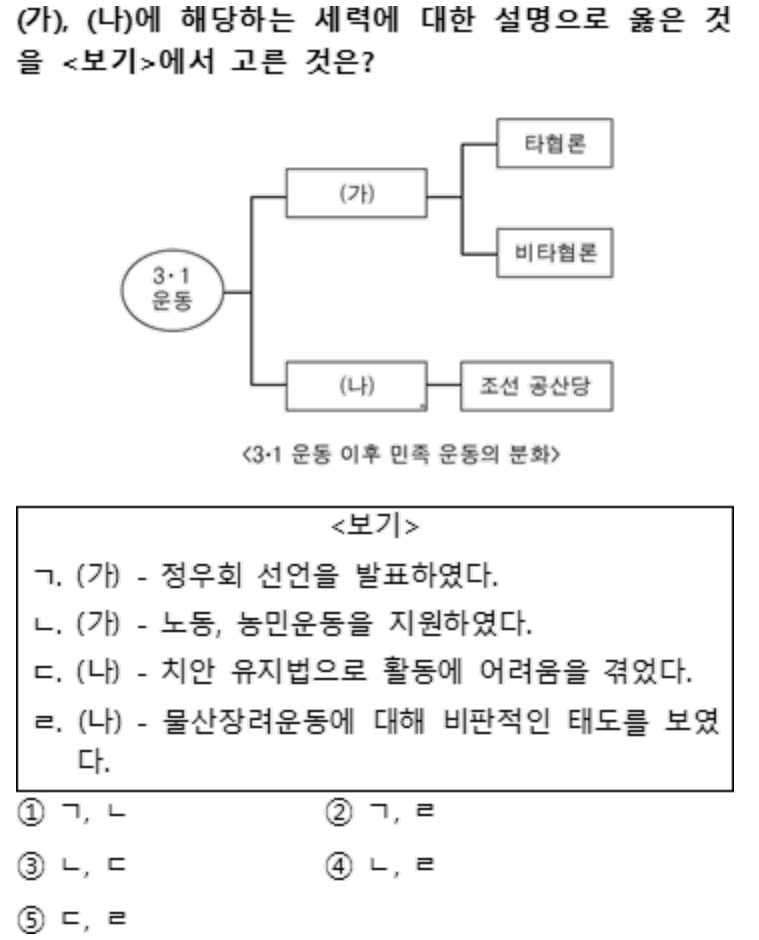 (가), (나)에 해당하는 세력에 대한 설명으로 옳은 것
을 <보기>에서 고른 것은?
타협론
(가)
비타협론
3·1
운동
(나)
조선 공산당
<3·1 운동 이후 민족 운동의 분화>
<보기>
ㄱ. (가) - 정우회 선언을 발표하였다.
ㄴ. (가) - 노동, 농민운동을 지원하였다.
ㄷ. (나) - 치안 유지법으로 활동에 어려움을 겪었다.
ㄹ. (나) - 물산장려운동에 대해 비판적인 태도를 보였
다.
① ㄱ, ㄴ ② ㄱ, ㄹ
③ ㄴ, ㄷ ④ ㄴ, ㄹ
⑤ ㄷ, ㄹ